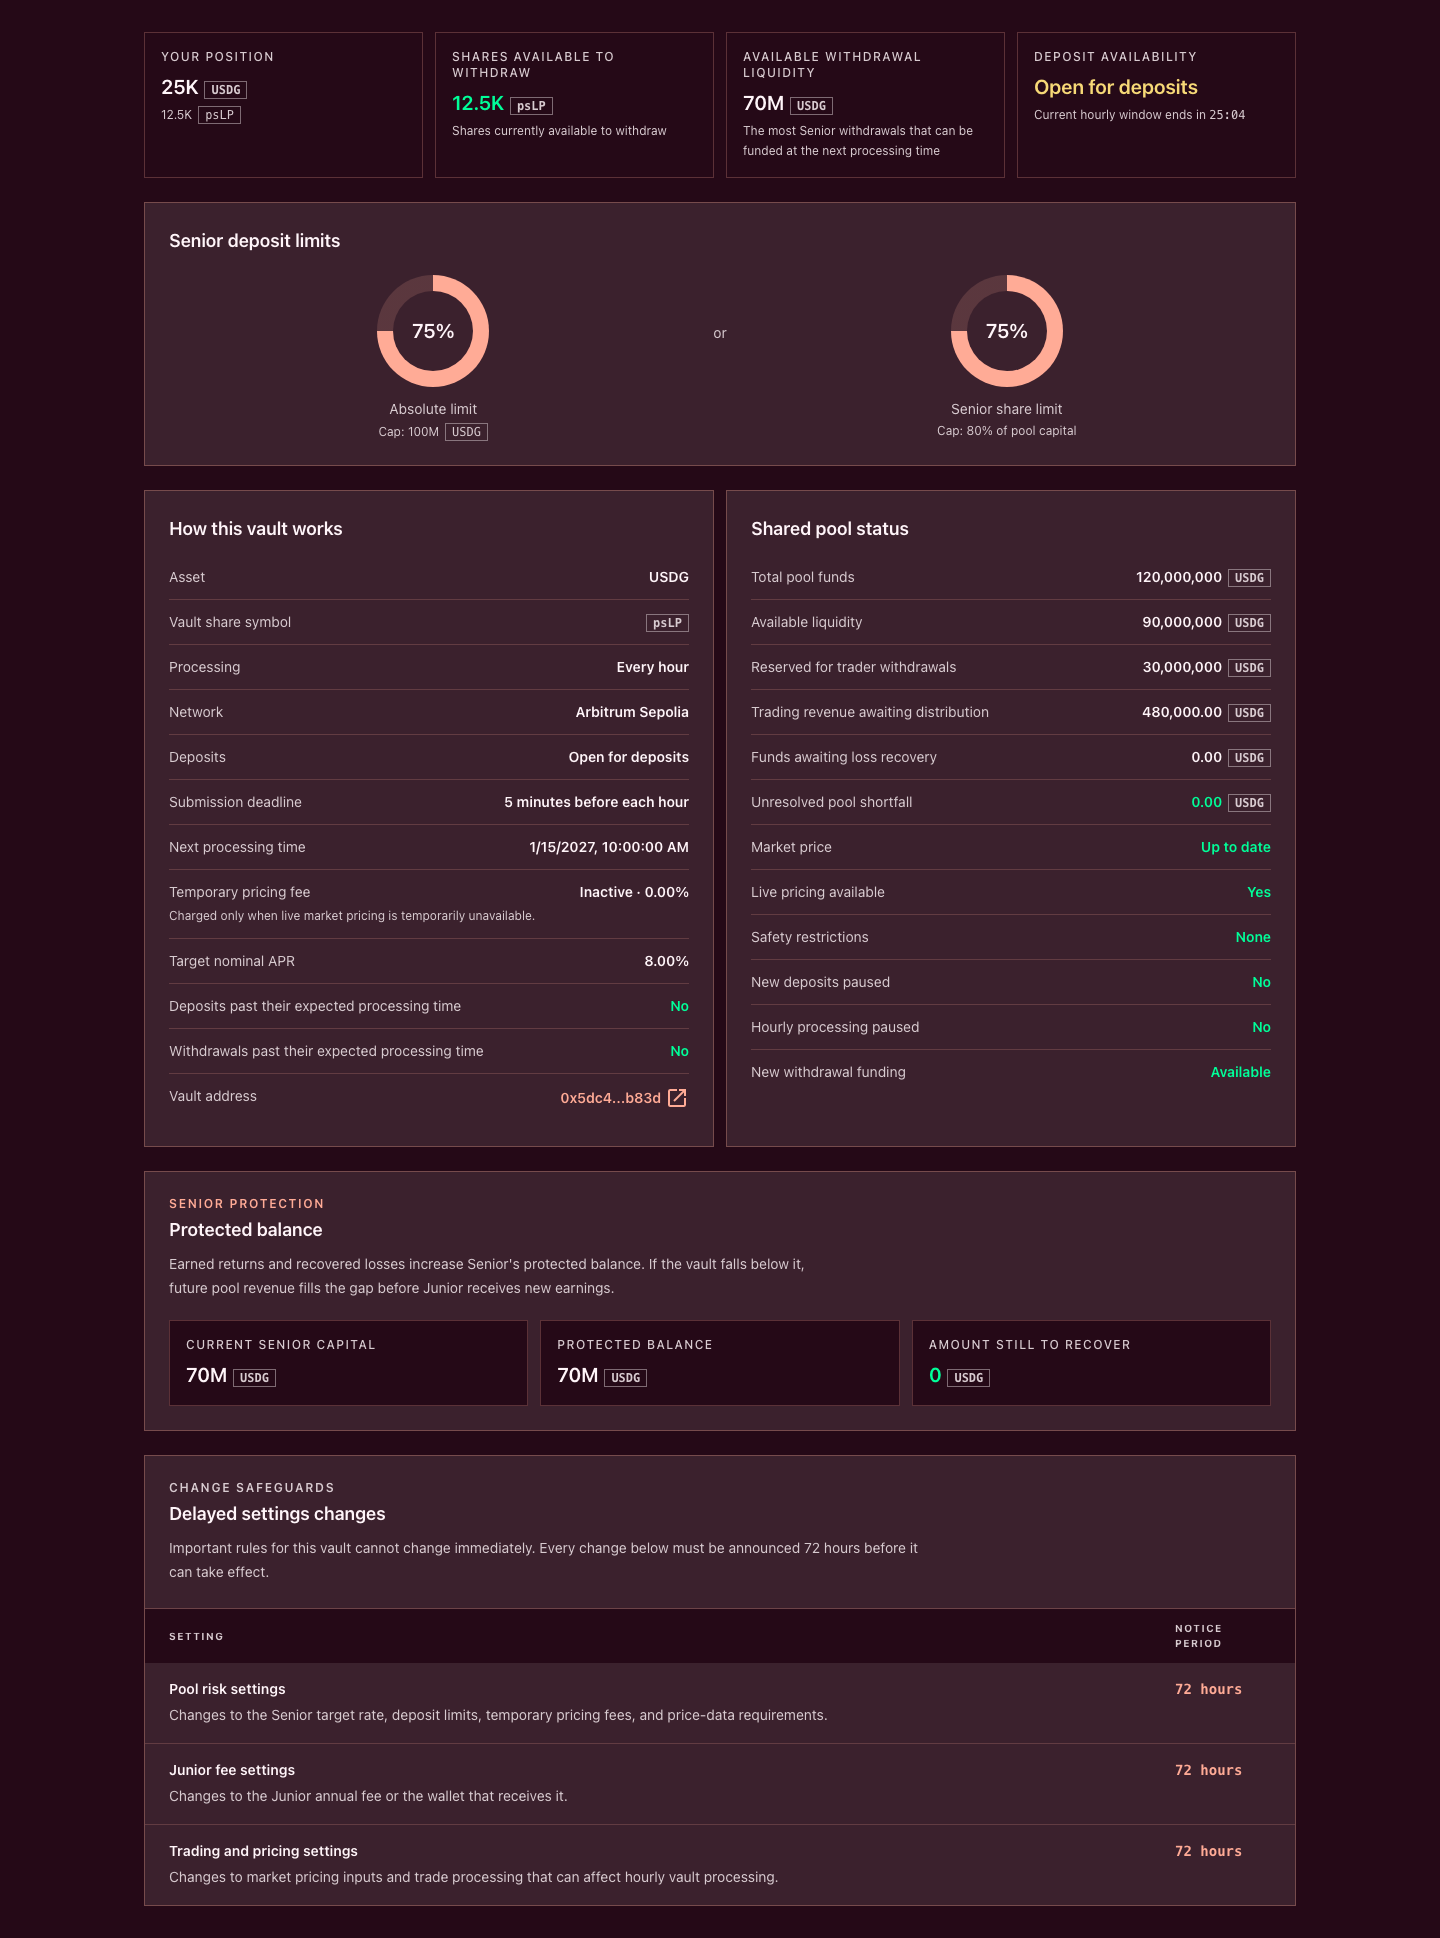 YOUR POSITION
25K USDG
12.5K psLP
SHARES AVAILABLE TO
WITHDRAW
12.5K psLP
Shares currently available to withdraw
AVAILABLE WITHDRAWAL
LIQUIDITY
70M USDG
The most Senior withdrawals that can be
funded at the next processing time
DEPOSIT AVAILABILITY
Open for deposits
Current hourly window ends in 25:04
Senior deposit limits
75%
Absolute limit
Cap: 100M USDG
or
75%
Senior share limit
Cap: 80% of pool capital
How this vault works
Asset USDG
Vault share symbol psLP
Processing Every hour
Network Arbitrum Sepolia
Deposits Open for deposits
Submission deadline 5 minutes before each hour
Next processing time 1/15/2027, 10:00:00 AM
Temporary pricing fee Inactive · 0.00%
Charged only when live market pricing is temporarily unavailable.
Target nominal APR 8.00%
Deposits past their expected processing time No
Withdrawals past their expected processing time No
Vault address 0x5dc4...b83d
Shared pool status
Total pool funds 120,000,000 USDG
Available liquidity 90,000,000 USDG
Reserved for trader withdrawals 30,000,000 USDG
Trading revenue awaiting distribution 480,000.00 USDG
Funds awaiting loss recovery 0.00 USDG
Unresolved pool shortfall 0.00 USDG
Market price Up to date
Live pricing available Yes
Safety restrictions None
New deposits paused No
Hourly processing paused No
New withdrawal funding Available
SENIOR PROTECTION
Protected balance
Earned returns and recovered losses increase Senior's protected balance. If the vault falls below it,
future pool revenue fills the gap before Junior receives new earnings.
CURRENT SENIOR CAPITAL
70M USDG
PROTECTED BALANCE
70M USDG
AMOUNT STILL TO RECOVER
0 USDG
CHANGE SAFEGUARDS
Delayed settings changes
Important rules for this vault cannot change immediately. Every change below must be announced 72 hours before it
can take effect.
SETTING
NOTICE
PERIOD
Pool risk settings 72 hours
Changes to the Senior target rate, deposit limits, temporary pricing fees, and price-data requirements.
Junior fee settings 72 hours
Changes to the Junior annual fee or the wallet that receives it.
Trading and pricing settings 72 hours
Changes to market pricing inputs and trade processing that can affect hourly vault processing.